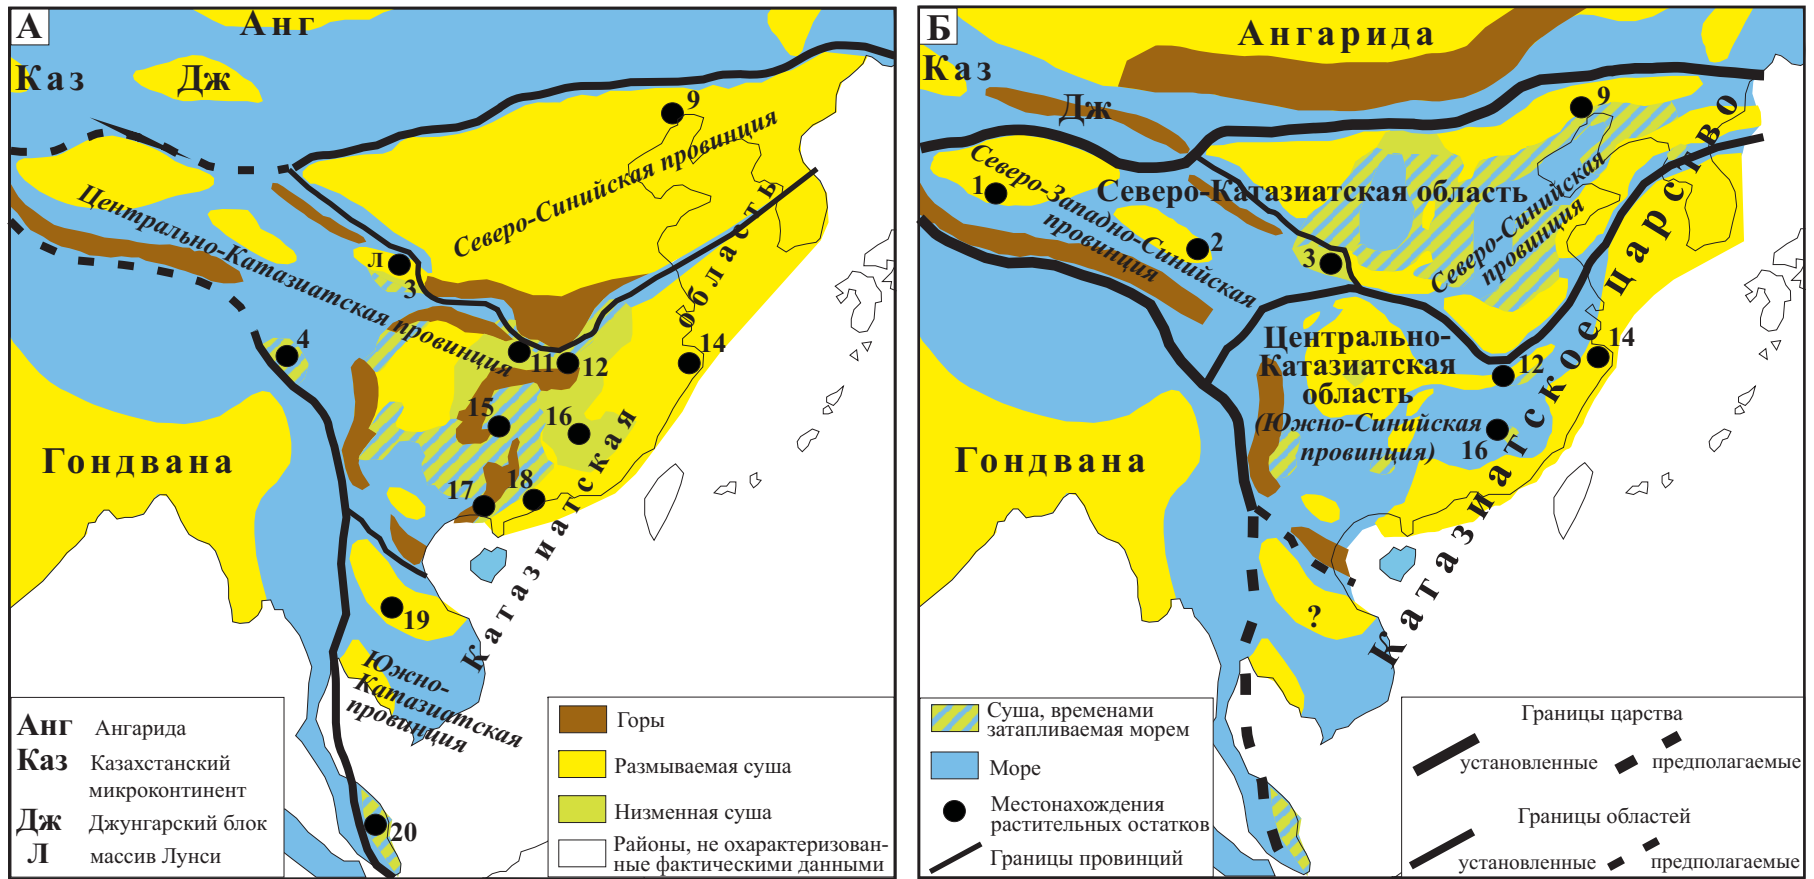 А
Анг
Каз
Дж
9
Северо-Синийская провинция
Центрально-Катазиатская провинция
Л
3
4
11
12
14
15
16
17
18
Гондвана
Катазиатская область
19
Южно-
Катазиатская
провинция
20
Анг Ангарида
Каз Казахстанский
микроконтинент
Дж Джунгарский блок
Л массив Лунси
Горы
Размываемая суша
Низменная суша
Районы, не охарактеризован-
ные фактическими данными
Б
Ангарида
Каз
Дж
9
1
Северо-Западно-Синийская
провинция
Северо-Катазиатская область
Северо-Синийская
провинция
2
3
Центрально-
Катазиатская
область
(Южно-Синийская
провинция)
12
14
16
Гондвана
Катазиатское царство
?
Суша, временами
затапливаемая морем
Море
Местонахождения
растительных остатков
Границы провинций
Границы царства
установленные предполагаемые
Границы областей
установленные предполагаемые